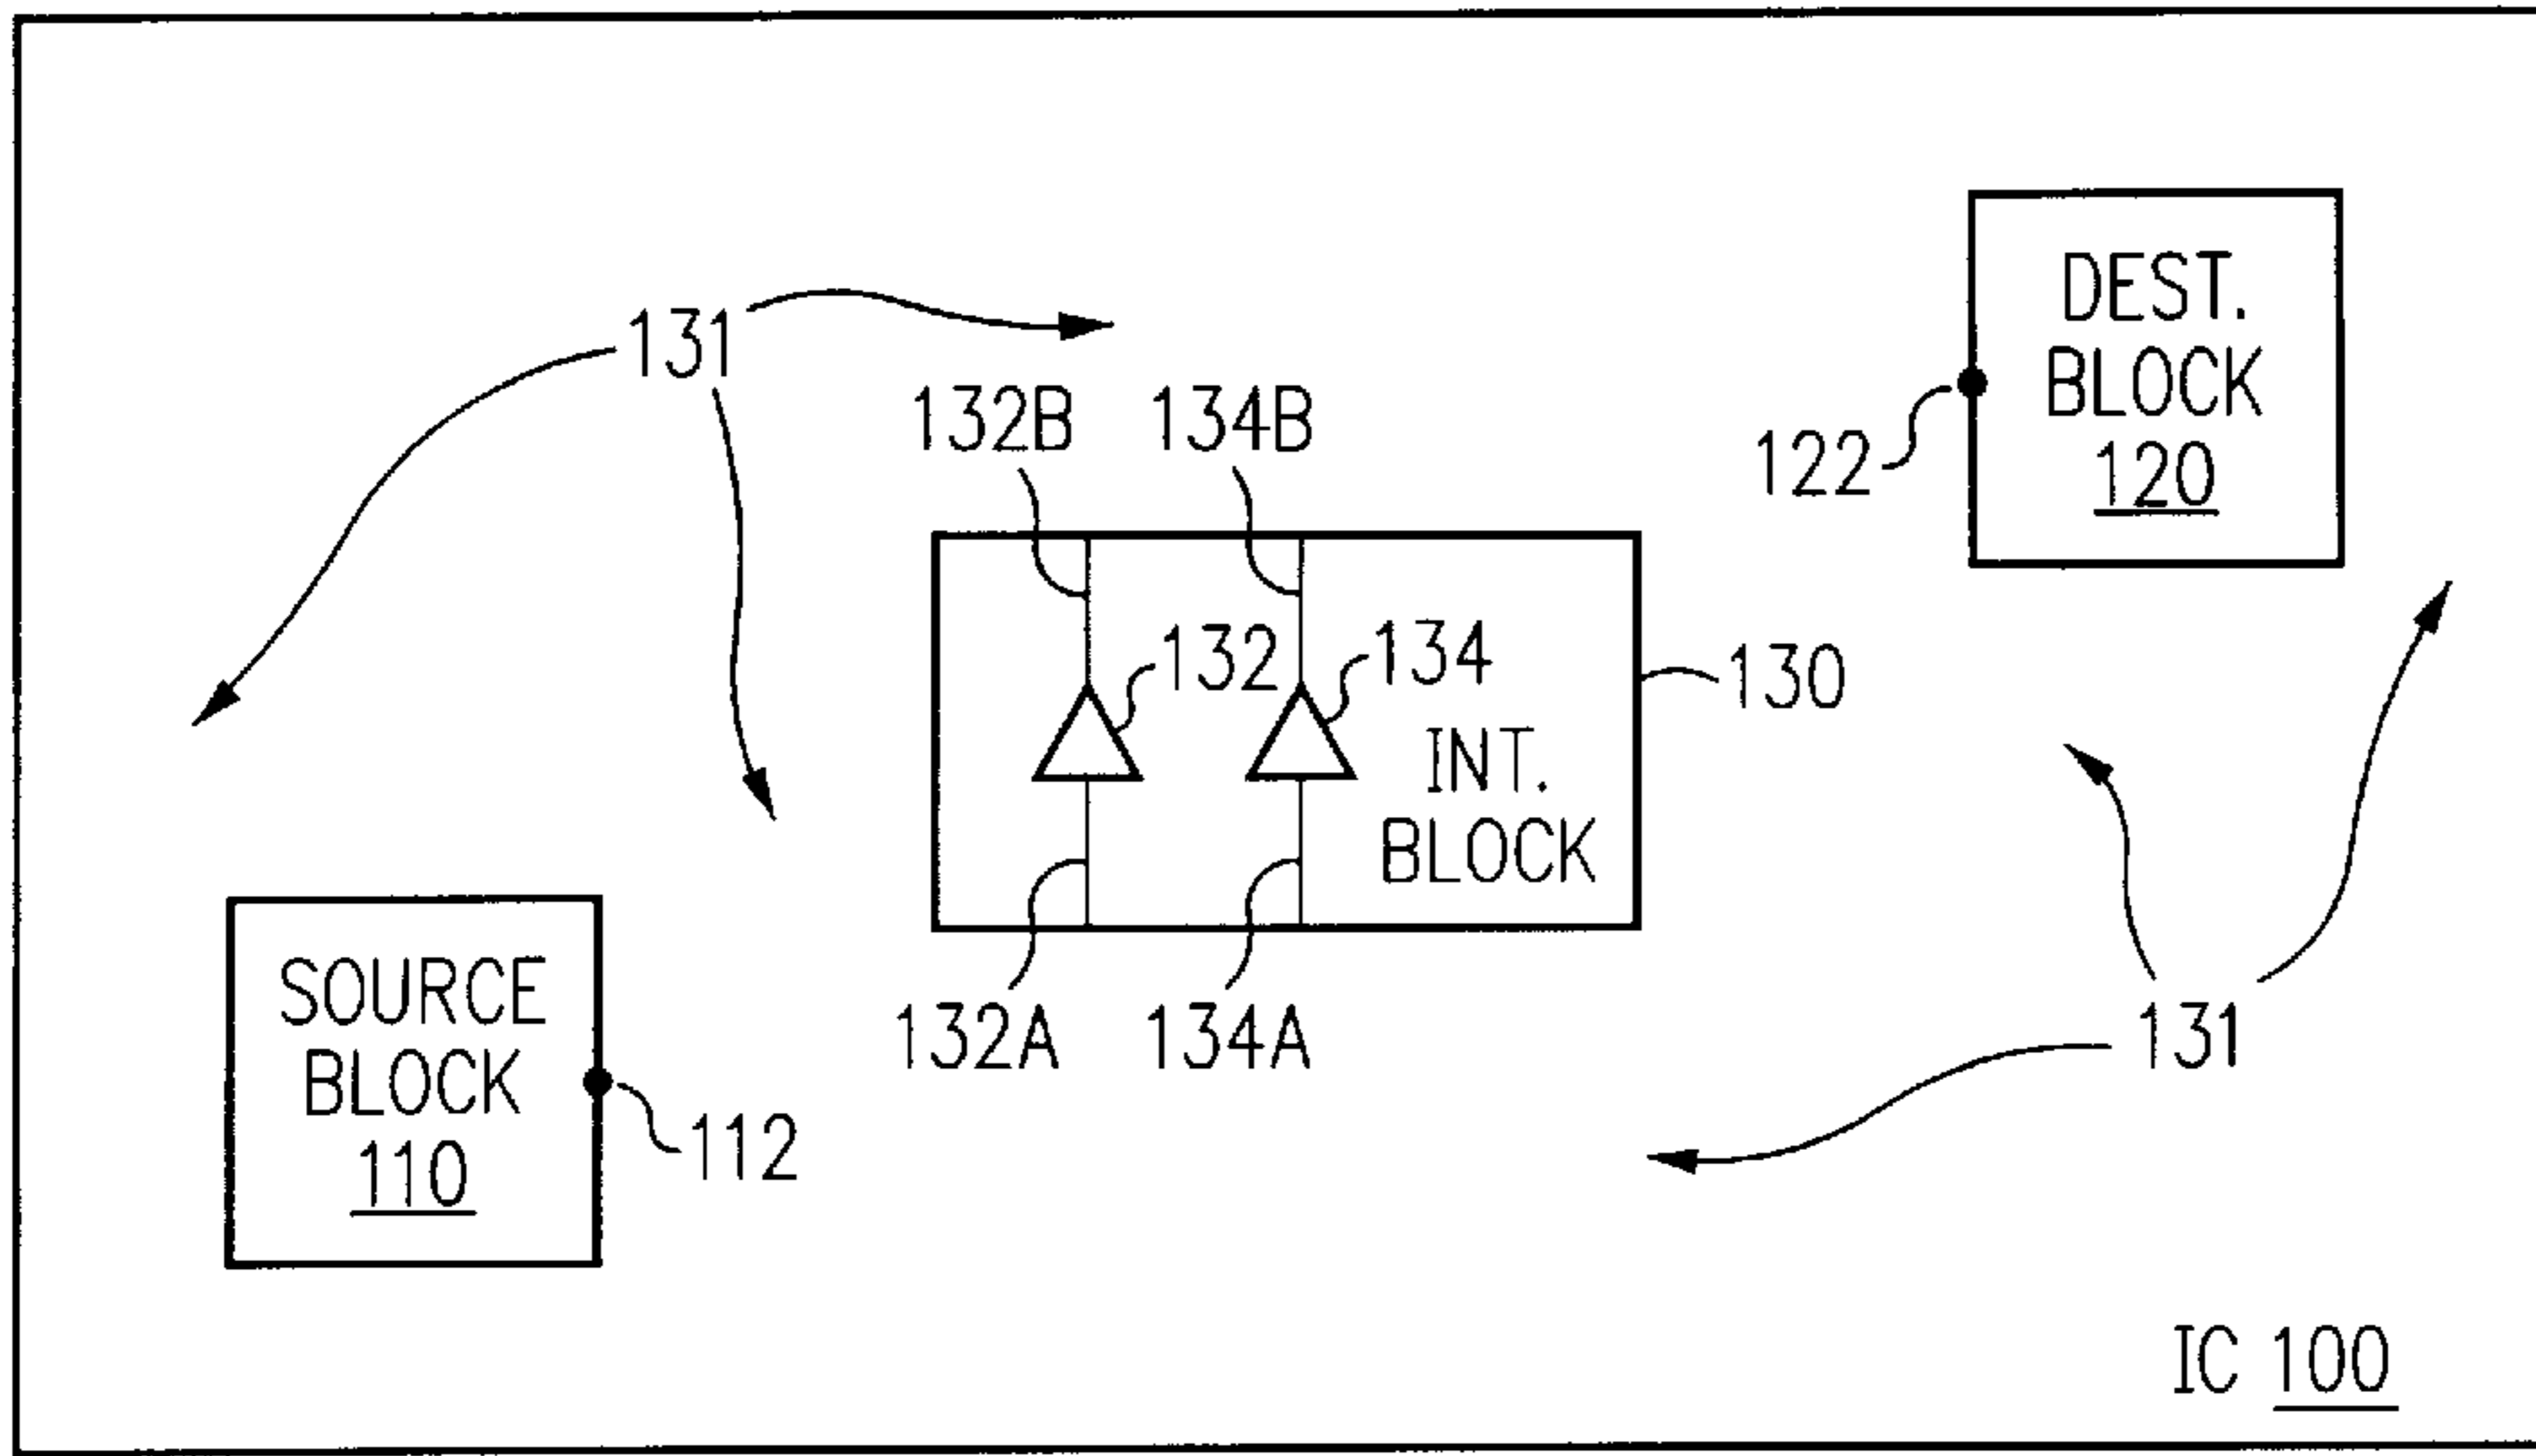 131
132B
134B
DEST.
BLOCK
120
122
132
134
130
INT.
BLOCK
SOURCE
BLOCK
110
112
132A
134A
131
IC 100